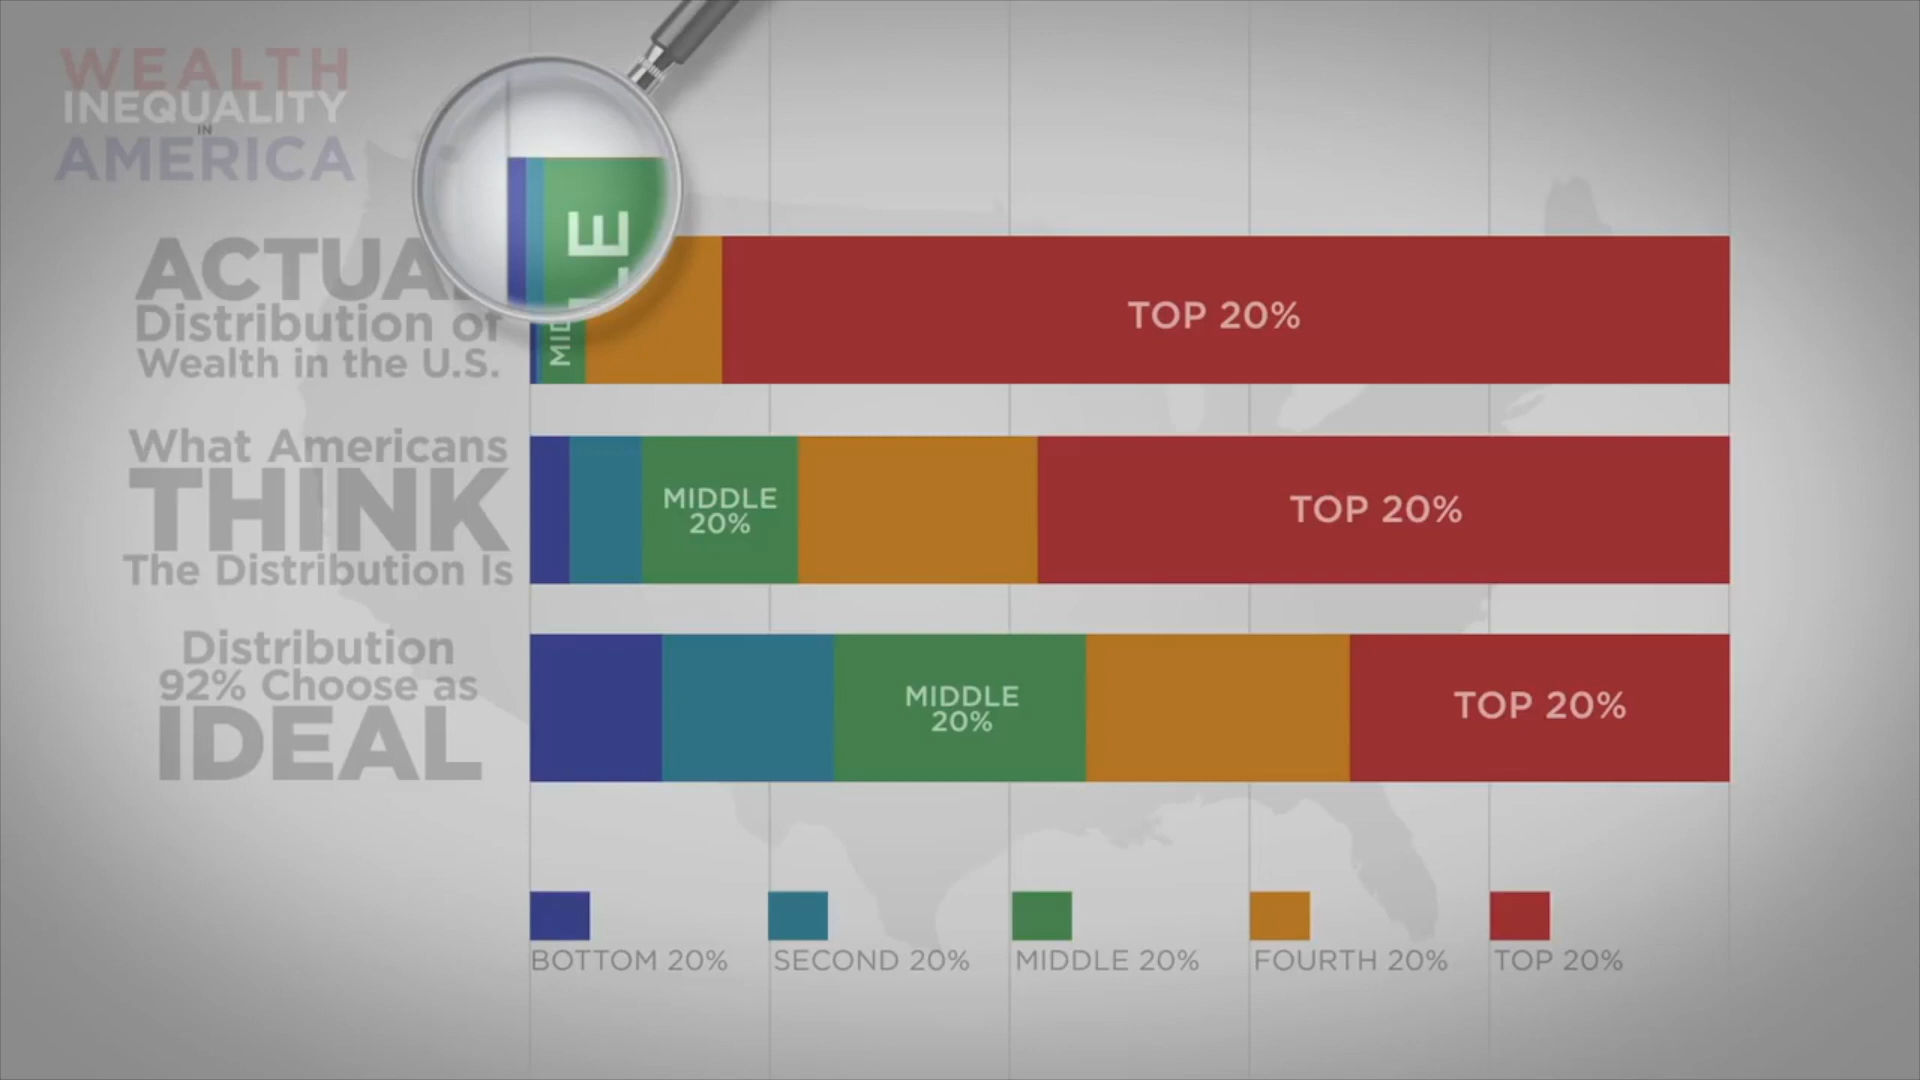 WEALTH
INEQUALITY
IN
AMERICA
ACTUAL
Distribution of
Wealth in the U.S.
TOP 20%
What Americans
THINK
The Distribution Is
MIDDLE
20%
TOP 20%
Distribution
92% Choose as
IDEAL
MIDDLE
20%
TOP 20%
BOTTOM 20%
SECOND 20%
MIDDLE 20%
FOURTH 20%
TOP 20%